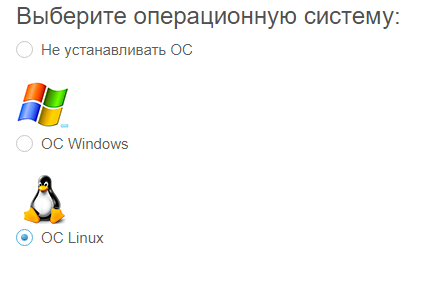 Выберите операционную систему:
Не устанавливать ОС
ОС Windows
ОС Linux